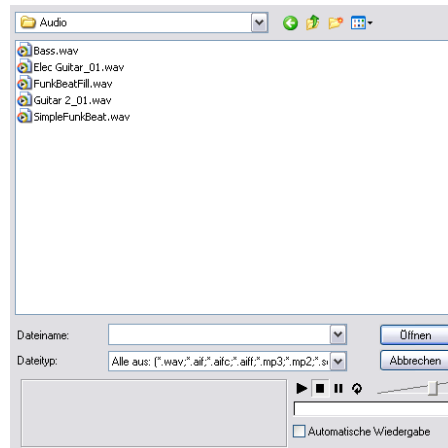 Audio
Bass.wav
Elec Guitar_01.wav
FunkBeatFill.wav
Guitar 2_01.wav
SimpleFunkBeat.wav
Dateiname:
Öffnen
Dateityp:
Alle aus: (*.wav;*.aif;*.aifc;*.aiff;*.mp3;*.mp2;*.s
Abbrechen
Automatische Wiedergabe